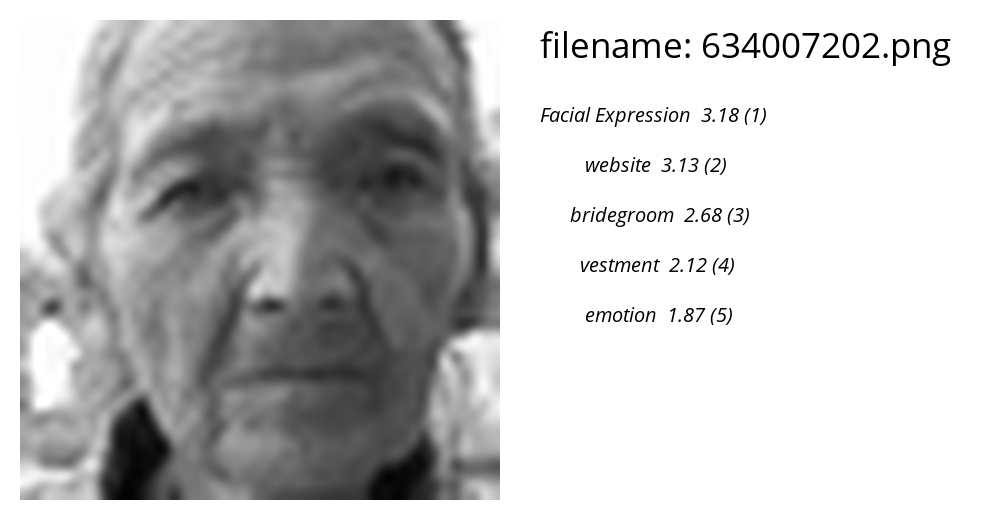 filename: 634007202.png
Facial Expression 3.18 (1)
website 3.13 (2)
bridegroom 2.68 (3)
vestment 2.12 (4)
emotion 1.87 (5)